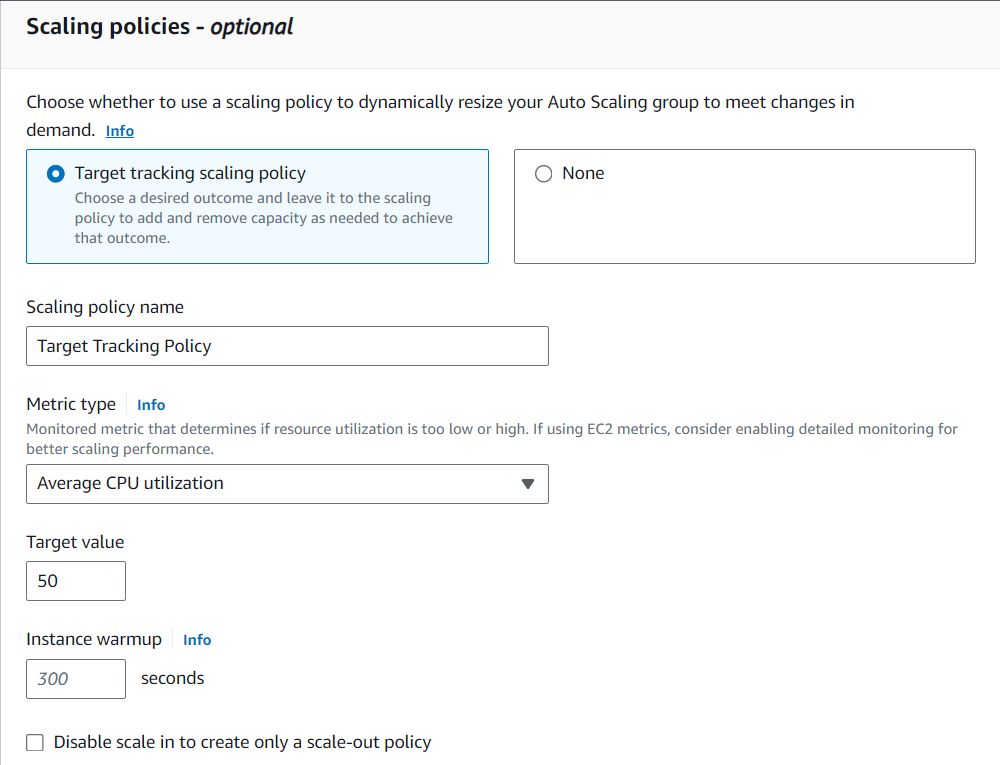 Scaling policies - optional
Choose whether to use a scaling policy to dynamically resize your Auto Scaling group to meet changes in
demand. Info
Target tracking scaling policy
Choose a desired outcome and leave it to the scaling
policy to add and remove capacity as needed to achieve
that outcome.
None
Scaling policy name
Target Tracking Policy
Metric type Info
Monitored metric that determines if resource utilization is too low or high. If using EC2 metrics, consider enabling detailed monitoring for
better scaling performance.
Average CPU utilization
Target value
50
Instance warmup Info
300 seconds
Disable scale in to create only a scale-out policy